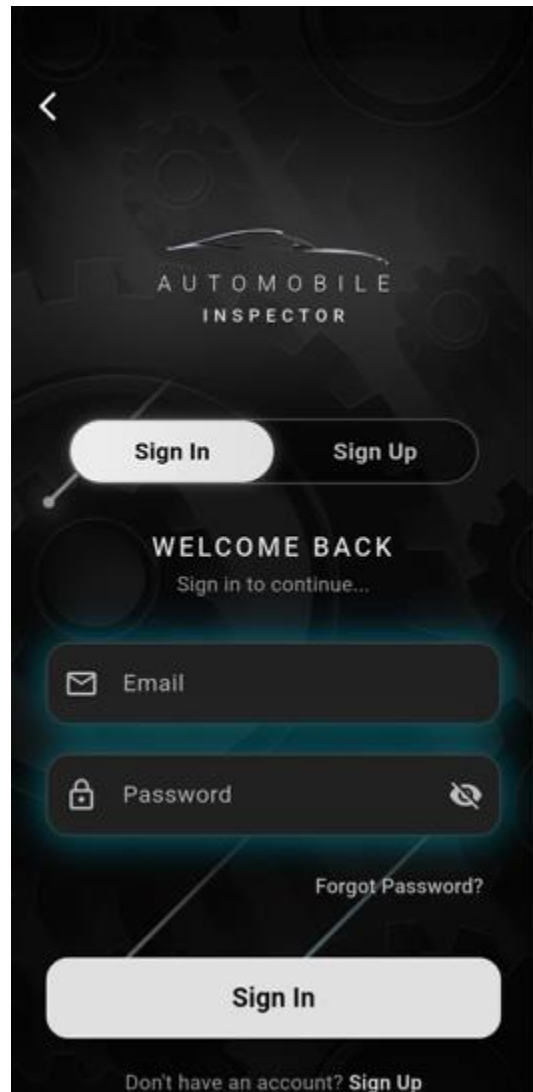 AUTOMOBILE
INSPECTOR
Sign In Sign Up
WELCOME BACK
Sign in to continue...
Email
Password
Forgot Password?
Sign In
Don't have an account? Sign Up